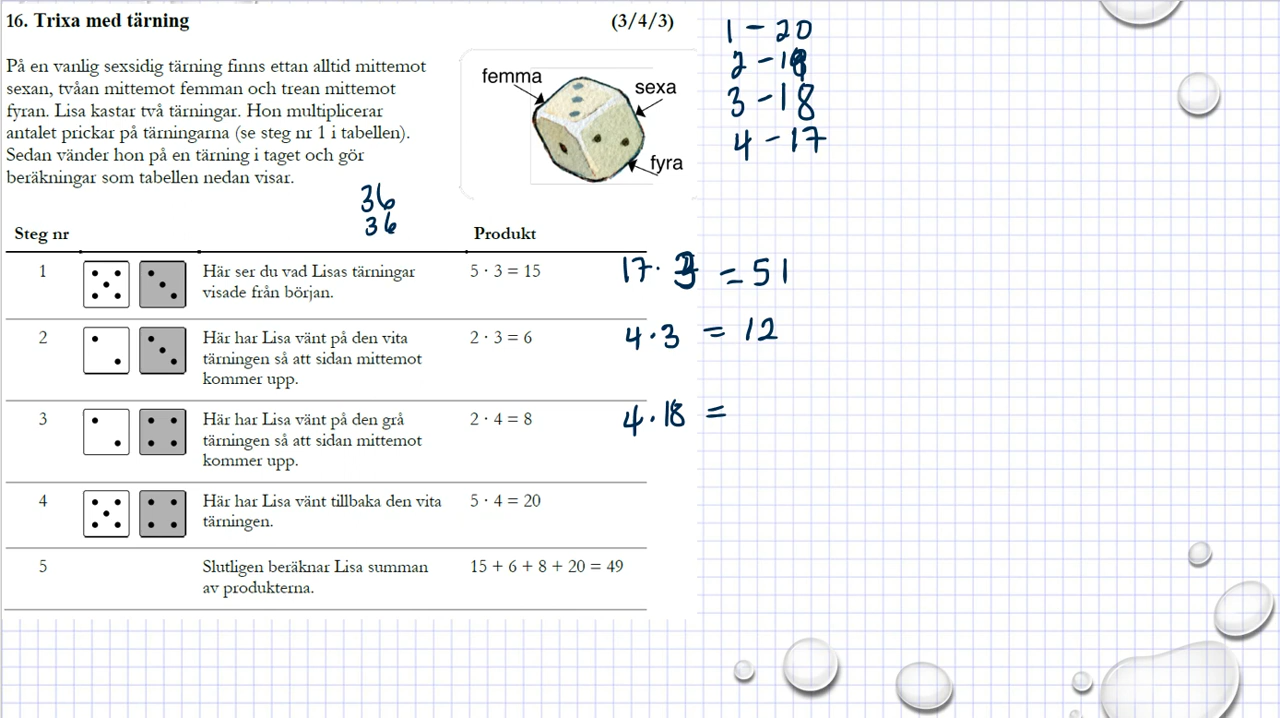 16. Trixa med tärning (3/4/3)
På en vanlig sexsidig tärning finns ettan alltid mittemot
sexan, tvåan mittemot femman och trean mittemot
fyran. Lisa kastar två tärningar. Hon multiplicerar
antalet prickar på tärningarna (se steg nr 1 i tabellen).
Sedan vänder hon på en tärning i taget och gör
beräkningar som tabellen nedan visar.
femma
sexa
fyra
1 - 20
2 - 19
3 - 18
4 - 17
36
36
Steg nr Produkt
1 Här ser du vad Lisas tärningar 5 · 3 = 15
visade från början.
17 · 3 = 51
2 Här har Lisa vänt på den vita 2 · 3 = 6
tärningen så att sidan mittemot
kommer upp.
4 · 3 = 12
3 Här har Lisa vänt på den grå 2 · 4 = 8
tärningen så att sidan mittemot
kommer upp.
4 · 18 =
4 Här har Lisa vänt tillbaka den vita 5 · 4 = 20
tärningen.
5 Slutligen beräknar Lisa summan 15 + 6 + 8 + 20 = 49
av produkterna.